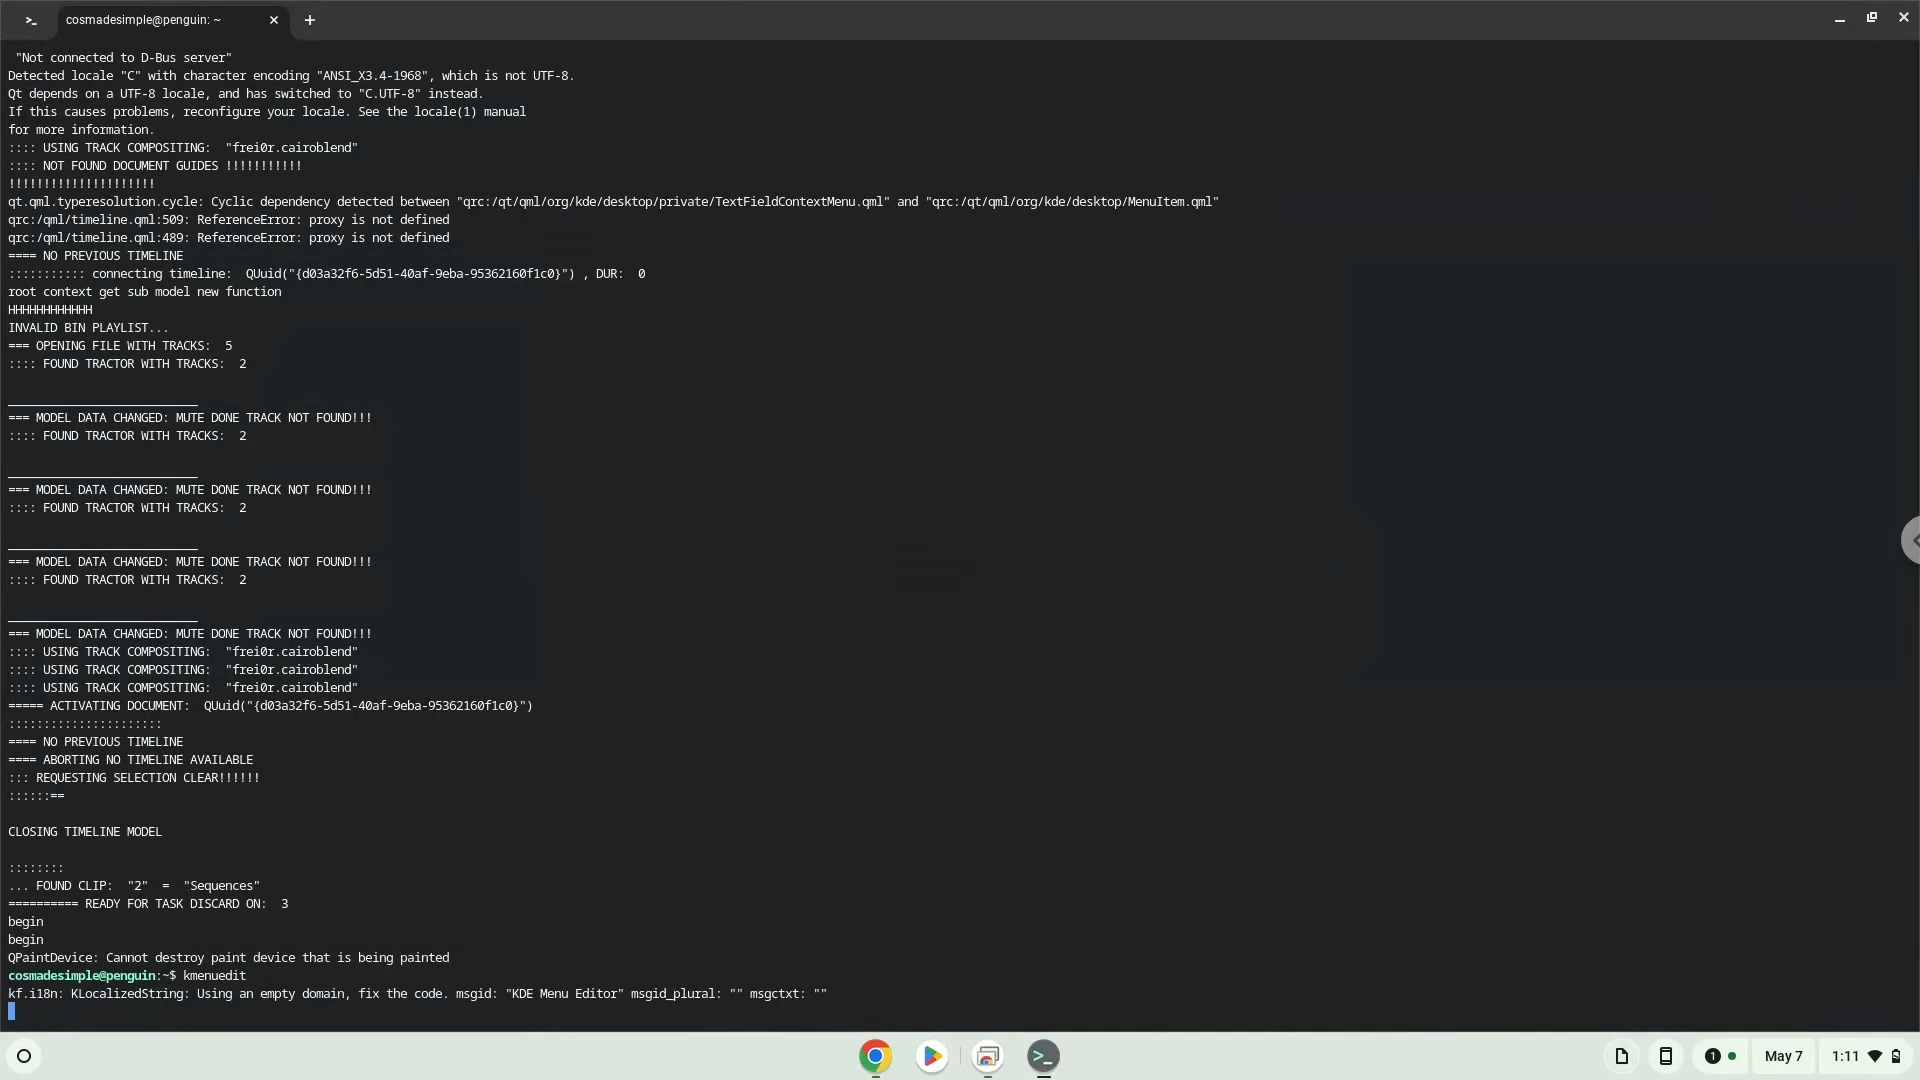 cosmadesimple@penguin: ~
"Not connected to D-Bus server"
Detected locale "C" with character encoding "ANSI_X3.4-1968", which is not UTF-8.
Qt depends on a UTF-8 locale, and has switched to "C.UTF-8" instead.
If this causes problems, reconfigure your locale. See the locale(1) manual
for more information.
:::: USING TRACK COMPOSITING:  "frei0r.cairoblend"
:::: NOT FOUND DOCUMENT GUIDES !!!!!!!!!!!
!!!!!!!!!!!!!!!!!!!!!
qt.qml.typeresolution.cycle: Cyclic dependency detected between "qrc:/qt/qml/org/kde/desktop/private/TextFieldContextMenu.qml" and "qrc:/qt/qml/org/kde/desktop/MenuItem.qml"
qrc:/qml/timeline.qml:509: ReferenceError: proxy is not defined
qrc:/qml/timeline.qml:489: ReferenceError: proxy is not defined
==== NO PREVIOUS TIMELINE
::::::::::: connecting timeline:  QUuid("{d03a32f6-5d51-40af-9eba-95362160f1c0}") , DUR:  0
root context get sub model new function
HHHHHHHHHHHH
INVALID BIN PLAYLIST...
=== OPENING FILE WITH TRACKS:  5
:::: FOUND TRACTOR WITH TRACKS:  2
___________________________
=== MODEL DATA CHANGED: MUTE DONE TRACK NOT FOUND!!!
:::: FOUND TRACTOR WITH TRACKS:  2
___________________________
=== MODEL DATA CHANGED: MUTE DONE TRACK NOT FOUND!!!
:::: FOUND TRACTOR WITH TRACKS:  2
___________________________
=== MODEL DATA CHANGED: MUTE DONE TRACK NOT FOUND!!!
:::: FOUND TRACTOR WITH TRACKS:  2
___________________________
=== MODEL DATA CHANGED: MUTE DONE TRACK NOT FOUND!!!
:::: USING TRACK COMPOSITING:  "frei0r.cairoblend"
:::: USING TRACK COMPOSITING:  "frei0r.cairoblend"
:::: USING TRACK COMPOSITING:  "frei0r.cairoblend"
===== ACTIVATING DOCUMENT:  QUuid("{d03a32f6-5d51-40af-9eba-95362160f1c0}")
::::::::::::::::::::::
==== NO PREVIOUS TIMELINE
==== ABORTING NO TIMELINE AVAILABLE
::: REQUESTING SELECTION CLEAR!!!!!!
::::::==
CLOSING TIMELINE MODEL
::::::::
... FOUND CLIP:  "2"  =  "Sequences"
========== READY FOR TASK DISCARD ON:  3
begin
begin
QPaintDevice: Cannot destroy paint device that is being painted
cosmadesimple@penguin:~$ kmenuedit
kf.i18n: KLocalizedString: Using an empty domain, fix the code. msgid: "KDE Menu Editor" msgid_plural: "" msgctxt: ""
1
May 7
1:11